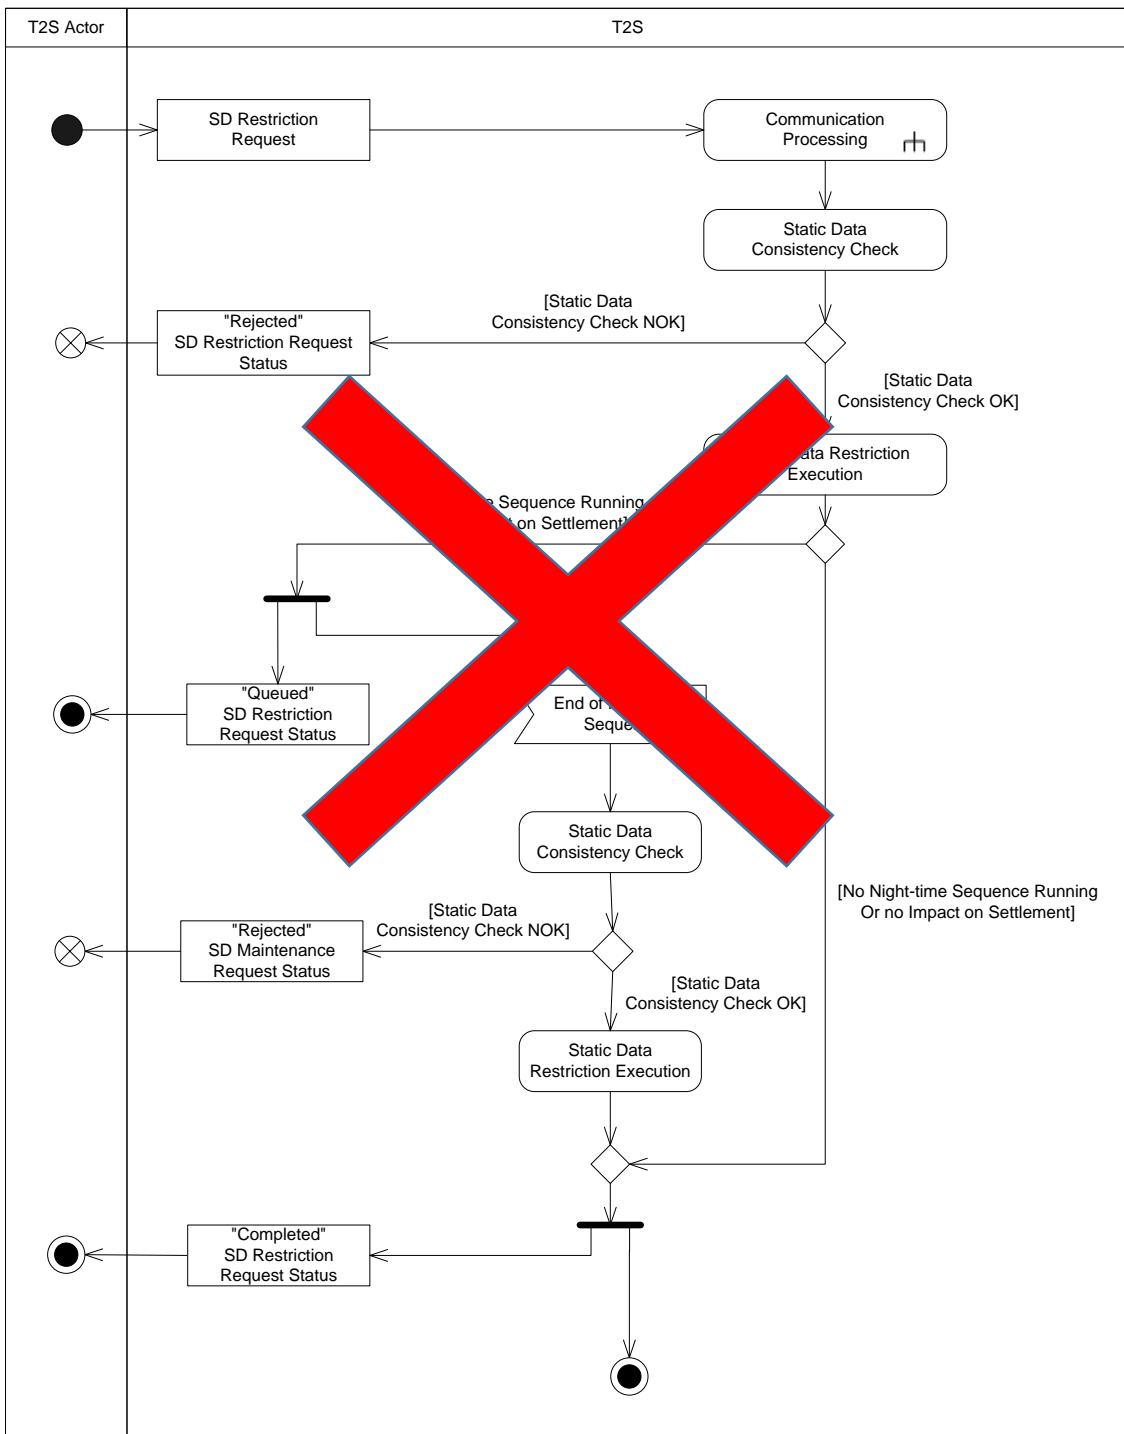 T2S Actor
T2S
SD Restriction
Request
Communication
Processing
Static Data
Consistency Check
[Static Data
Consistency Check NOK]
"Rejected"
SD Restriction Request
Status
[Static Data
Consistency Check OK]
Restriction
Execution
Sequence Running
on Settlement]
"Queued"
SD Restriction
Request Status
End of
Static Data
Consistency Check
[No Night-time Sequence Running
Or no Impact on Settlement]
[Static Data
Consistency Check NOK]
"Rejected"
SD Maintenance
Request Status
[Static Data
Consistency Check OK]
Static Data
Restriction Execution
"Completed"
SD Restriction
Request Status